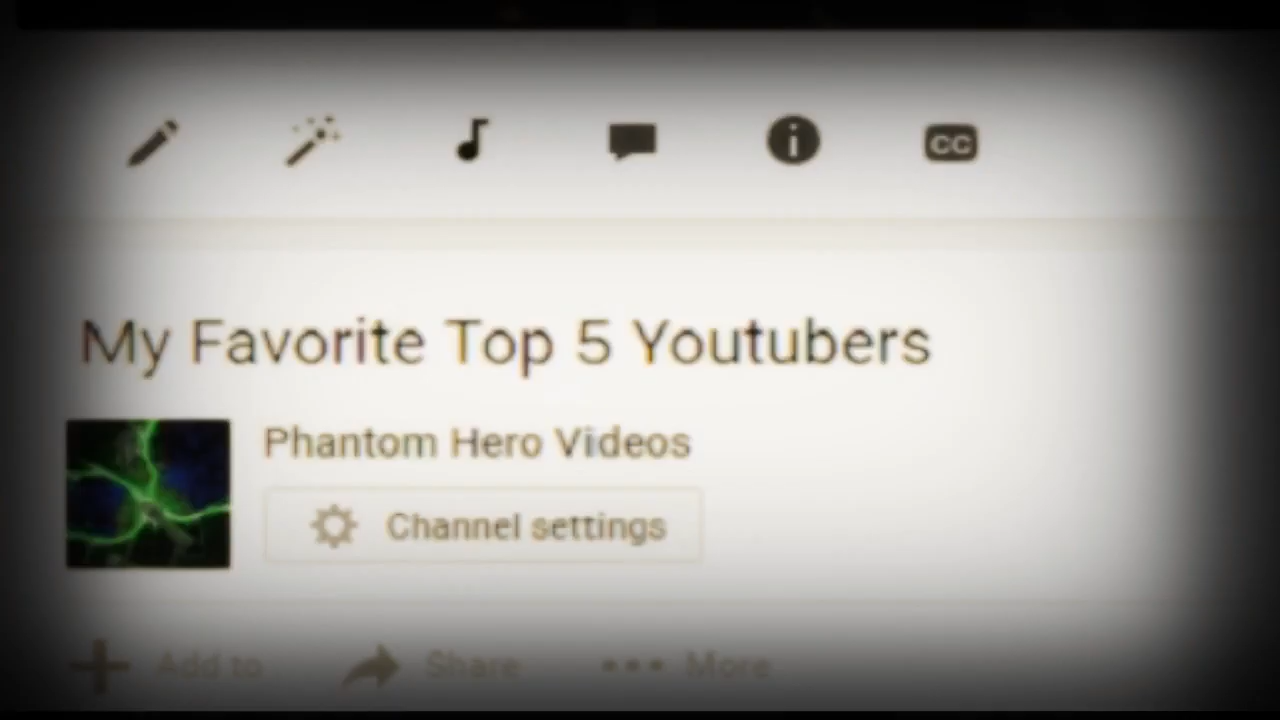 CC
My Favorite Top 5 Youtubers
Phantom Hero Videos
Channel settings
Add to Share More